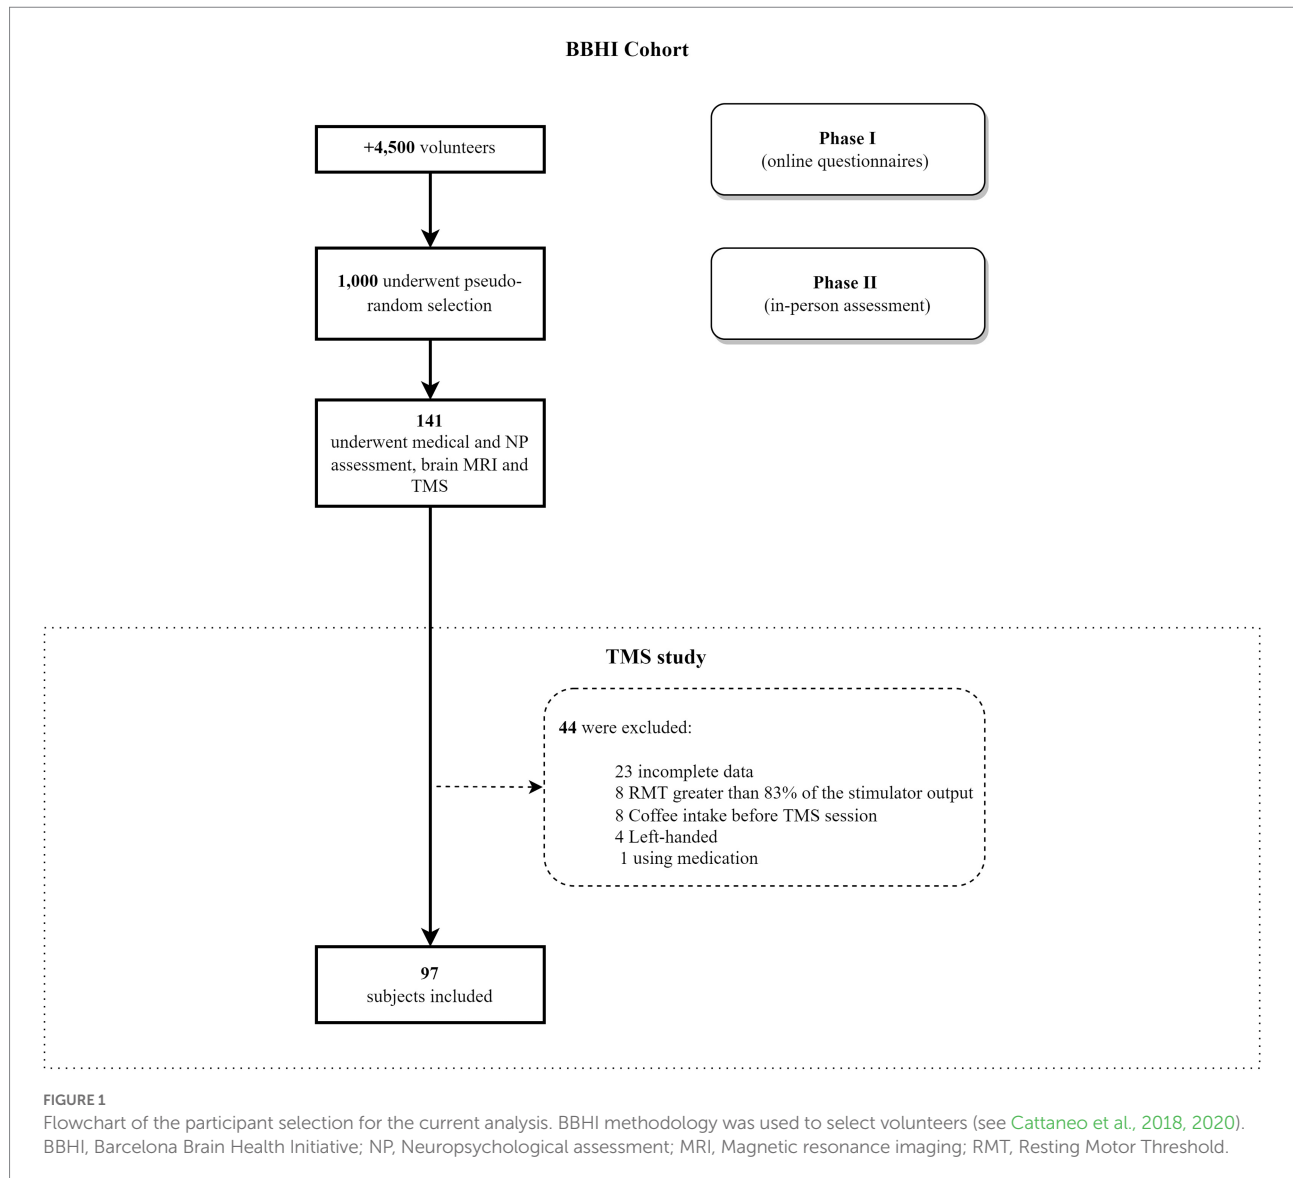 BBHI Cohort
+4,500 volunteers
Phase I
(online questionnaires)
1,000 underwent pseudo-
random selection
Phase II
(in-person assessment)
141
underwent medical and NP
assessment, brain MRI and
TMS
TMS study
44 were excluded:
23 incomplete data
8 RMT greater than 83% of the stimulator output
8 Coffee intake before TMS session
4 Left-handed
1 using medication
97
subjects included
FIGURE 1
Flowchart of the participant selection for the current analysis. BBHI methodology was used to select volunteers (see Cattaneo et al., 2018, 2020).
BBHI, Barcelona Brain Health Initiative; NP, Neuropsychological assessment; MRI, Magnetic resonance imaging; RMT, Resting Motor Threshold.